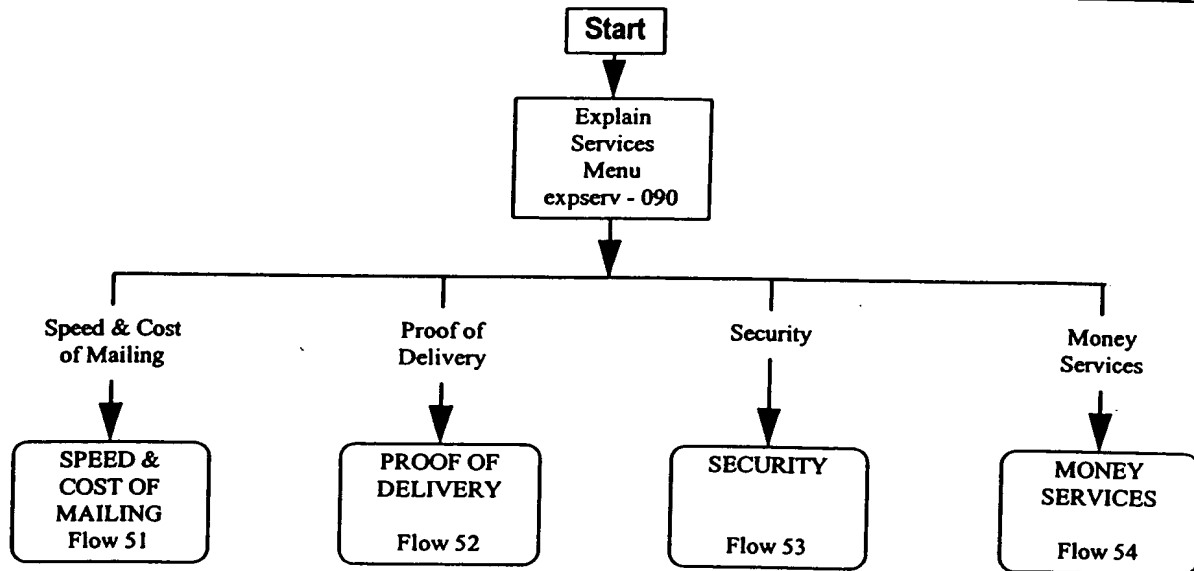 Start
Explain
Services
Menu
expserv - 090
Speed & Cost
of Mailing
Proof of
Delivery
Security
Money
Services
SPEED &
COST OF
MAILING
Flow 51
PROOF OF
DELIVERY
Flow 52
SECURITY
Flow 53
MONEY
SERVICES
Flow 54